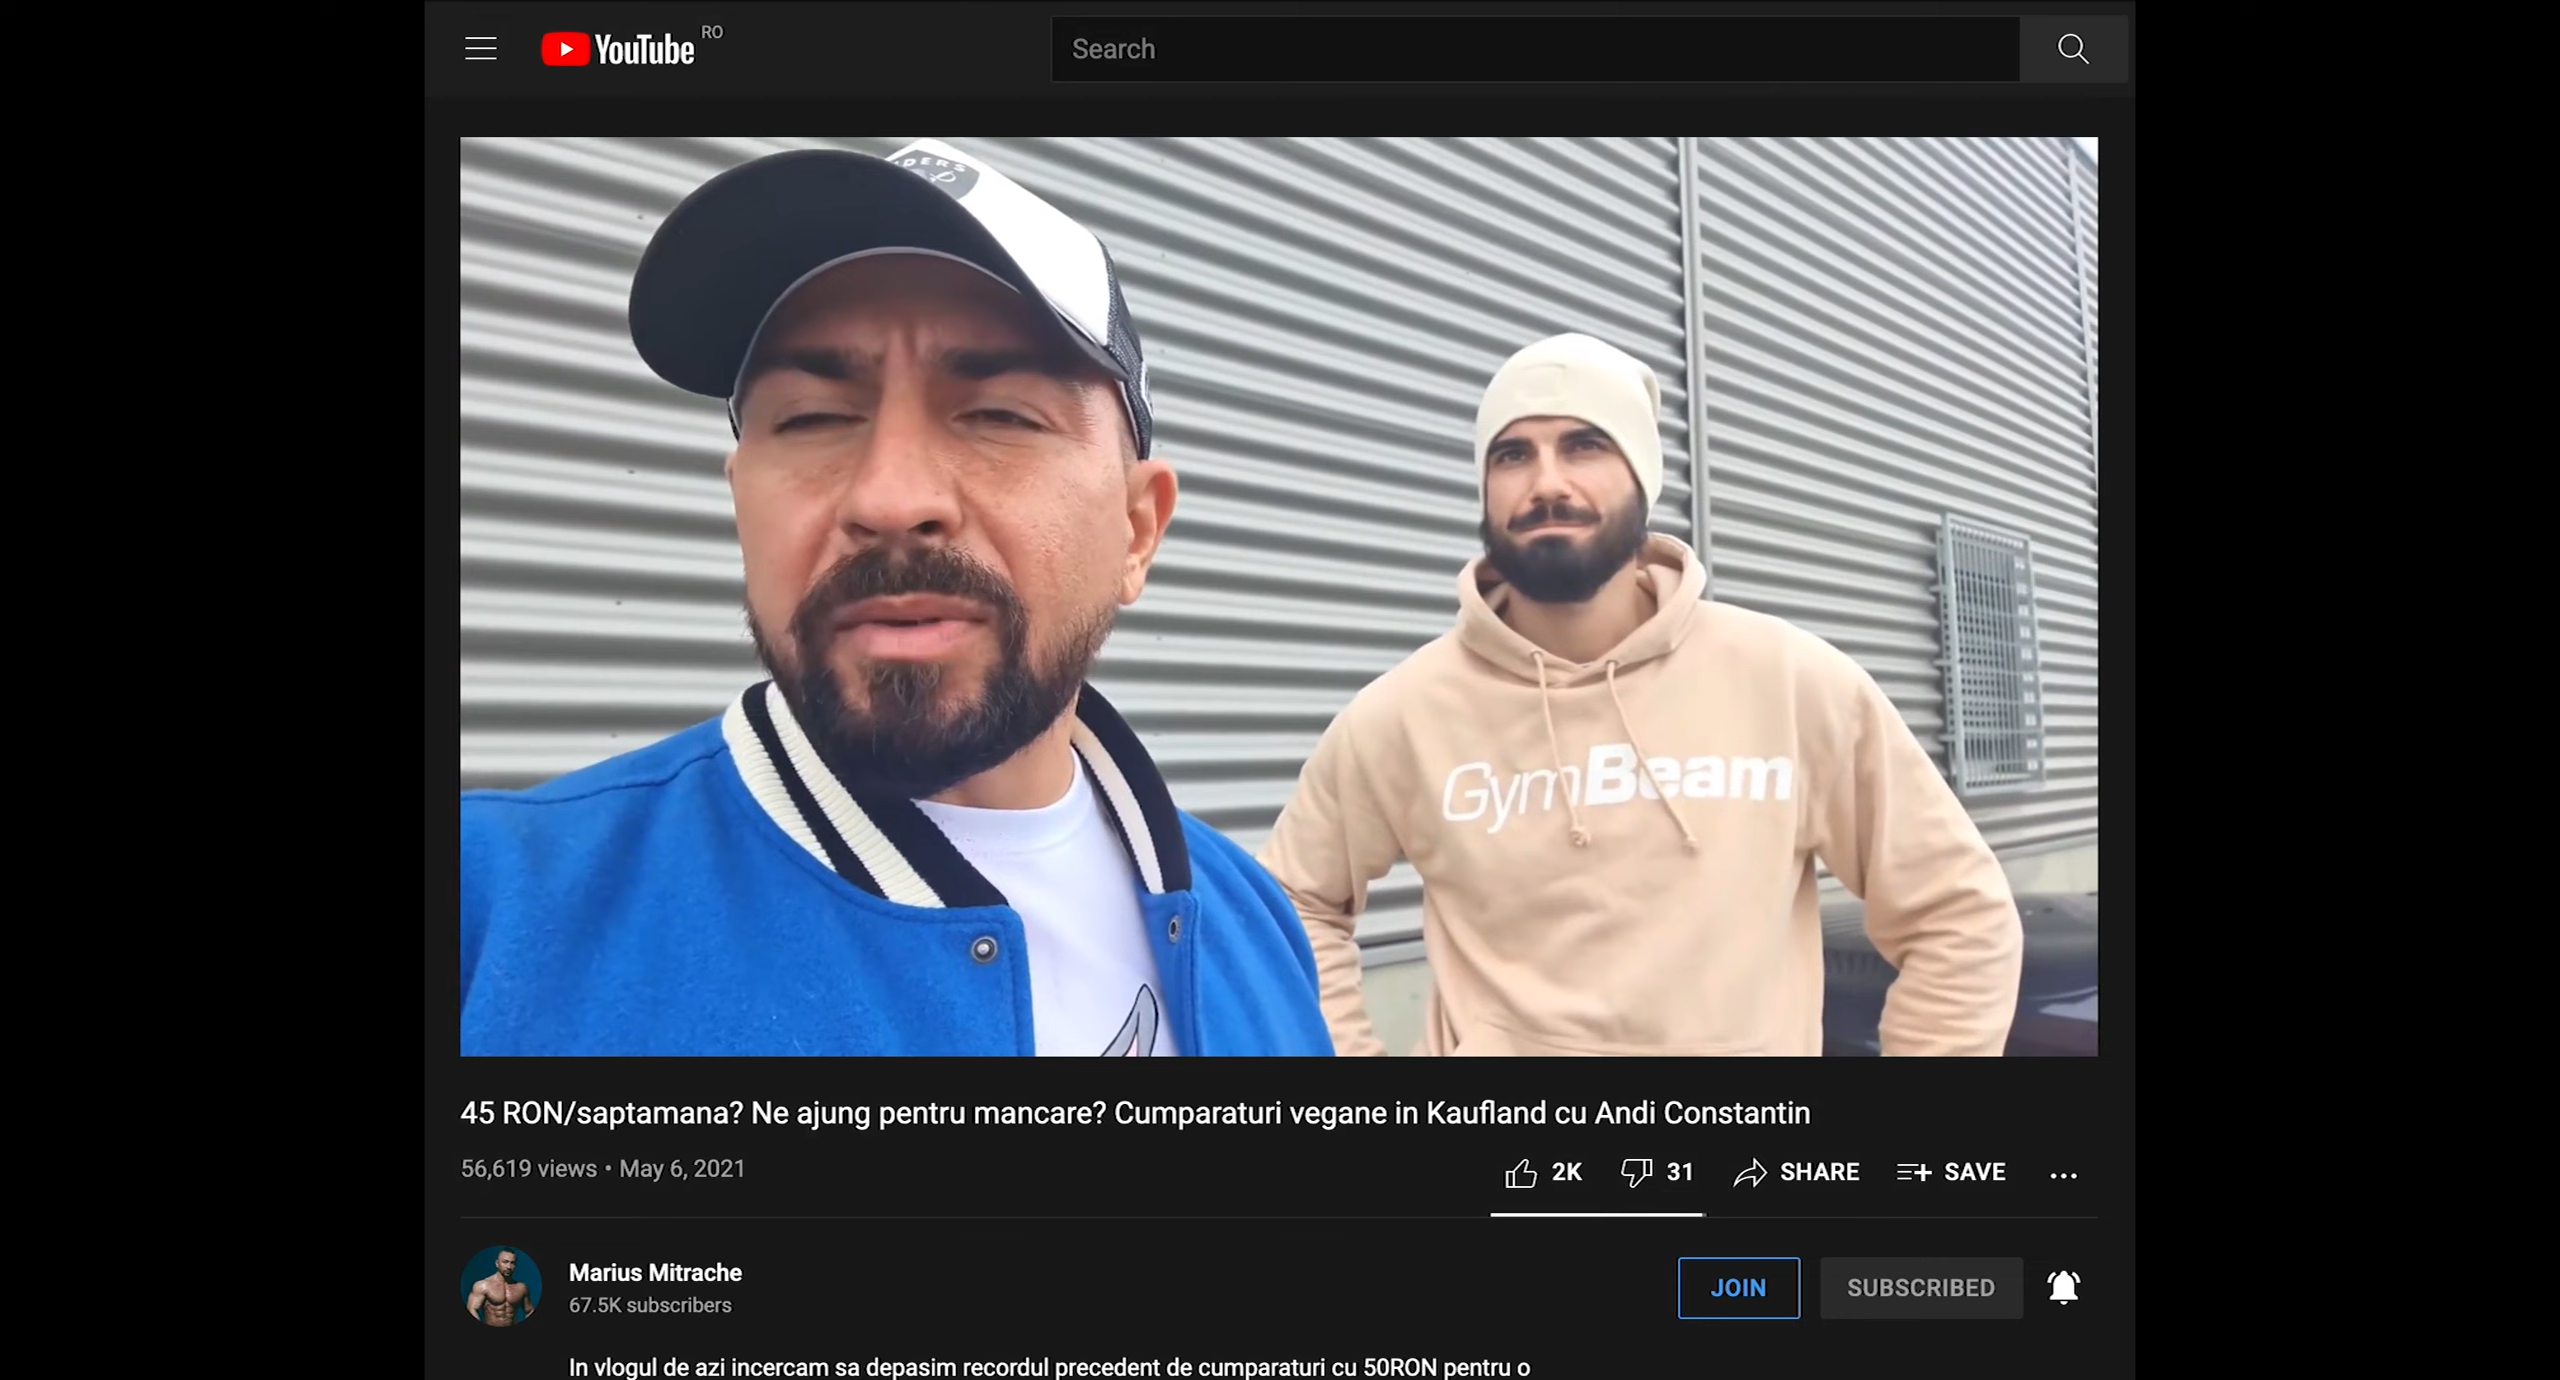 YouTube RO
Search
DERS
GymBeam
45 RON/saptamana? Ne ajung pentru mancare? Cumparaturi vegane in Kaufland cu Andi Constantin
56,619 views • May 6, 2021
2K 31 SHARE SAVE
Marius Mitrache
67.5K subscribers
JOIN SUBSCRIBED
In vlogul de azi incercam sa depasim recordul precedent de cumparaturi cu 50RON pentru o